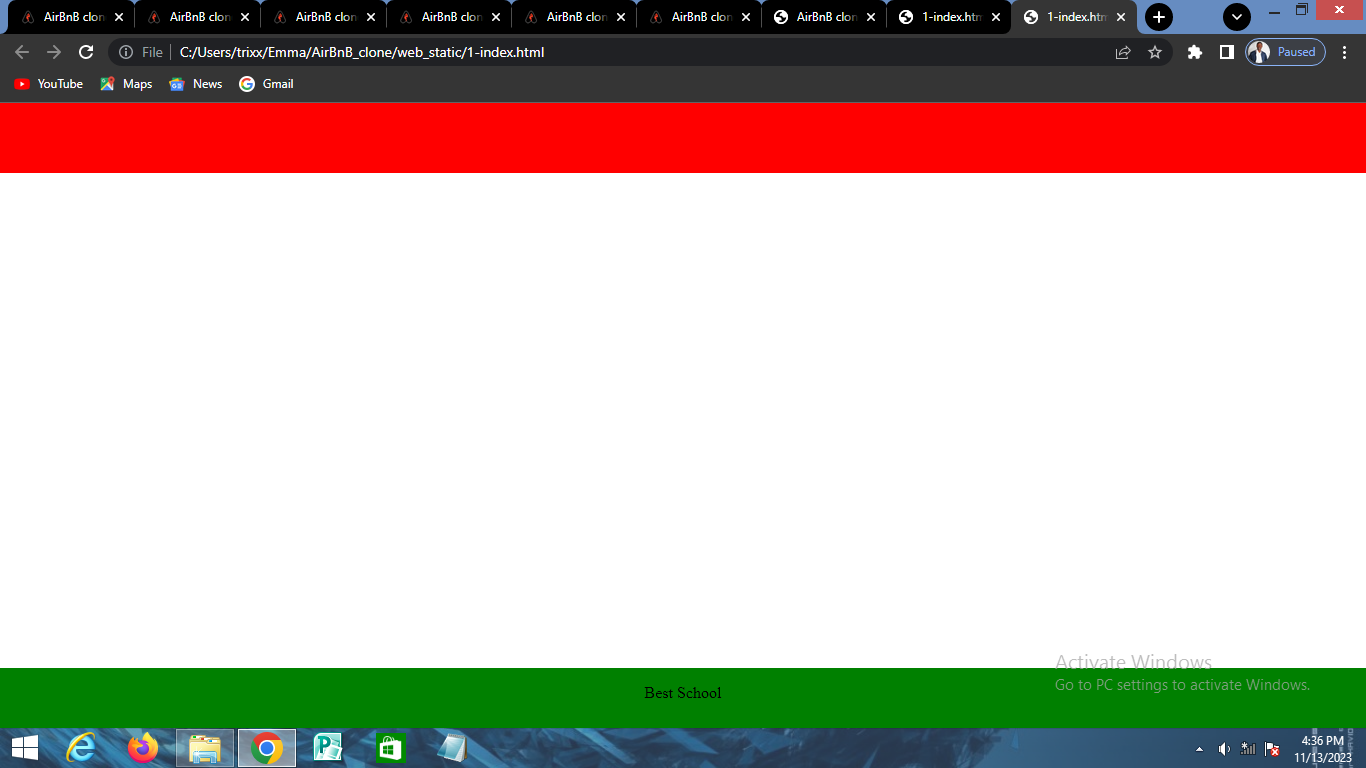 AirBnB clon AirBnB clon AirBnB clon AirBnB clon AirBnB clon AirBnB clon AirBnB clon 1-index.htm 1-index.htm
File C:/Users/trixx/Emma/AirBnB_clone/web_static/1-index.html Paused
YouTube Maps News Gmail
Activate Windows
Go to PC settings to activate Windows.
Best School
4:36 PM
11/13/2023